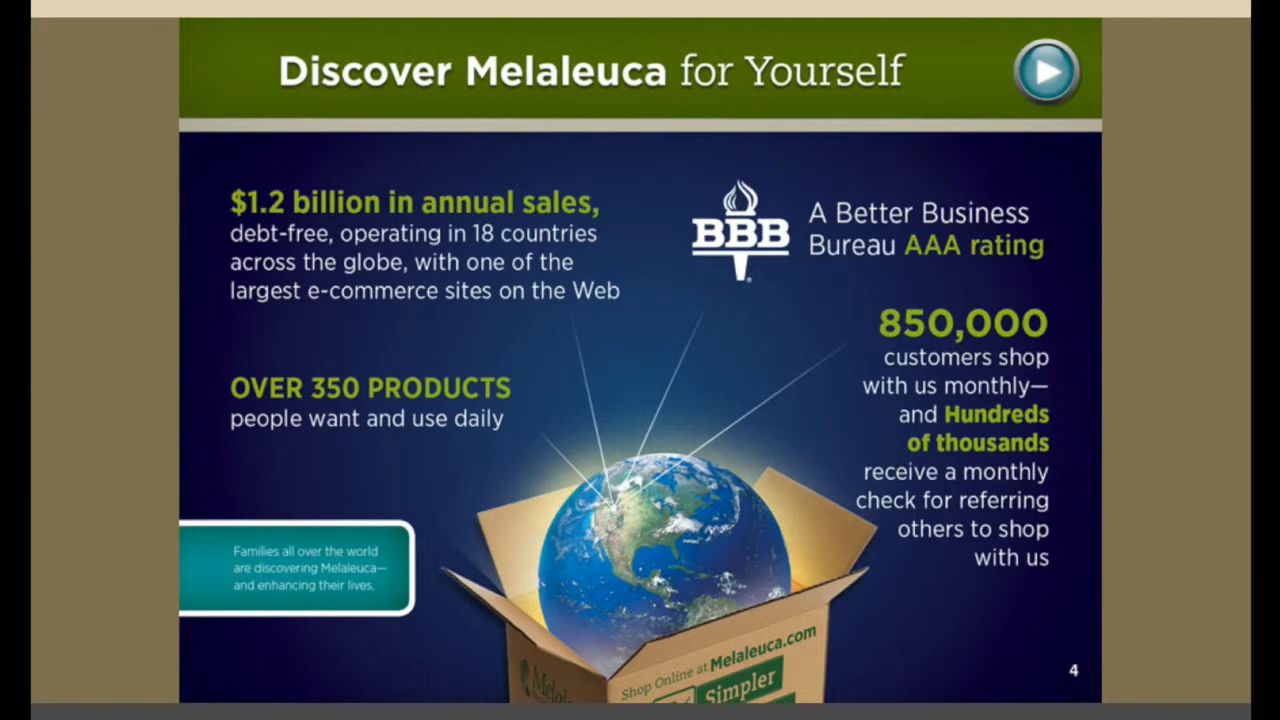 Discover Melaleuca for Yourself
$1.2 billion in annual sales,
debt-free, operating in 18 countries
across the globe, with one of the
largest e-commerce sites on the Web
BBB
A Better Business
Bureau AAA rating
850,000
customers shop
with us monthly—
and Hundreds
of thousands
receive a monthly
check for referring
others to shop
with us
OVER 350 PRODUCTS
people want and use daily
Families all over the world
are discovering Melaleuca—
and enhancing their lives.
Shop Online at Melaleuca.com
Simpler
4